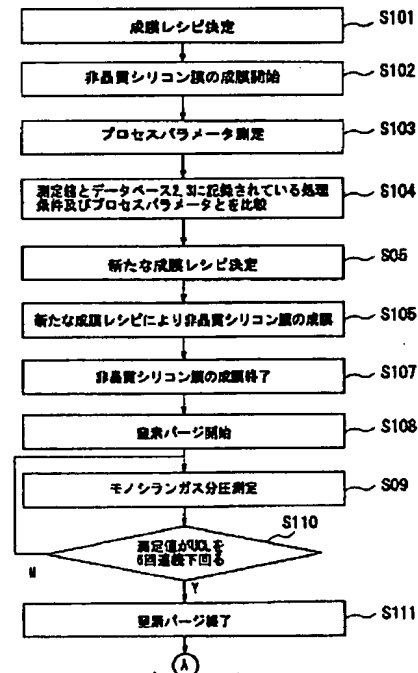 成膜レシピ決定
S101
非晶質シリコン膜の成膜開始
S102
プロセスパラメータ測定
S103
測定値とデータベース2,3に記録されている処理
条件及びプロセスパラメータとを比較
S104
新たな成膜レシピ決定
S05
新たな成膜レシピにより非晶質シリコン膜の成膜
S105
非晶質シリコン膜の成膜終了
S107
窒素パージ開始
S108
モノシランガス分圧測定
S09
S110
測定値がUCLを
6回連続下回る
N
Y
窒素パージ終了
S111
A